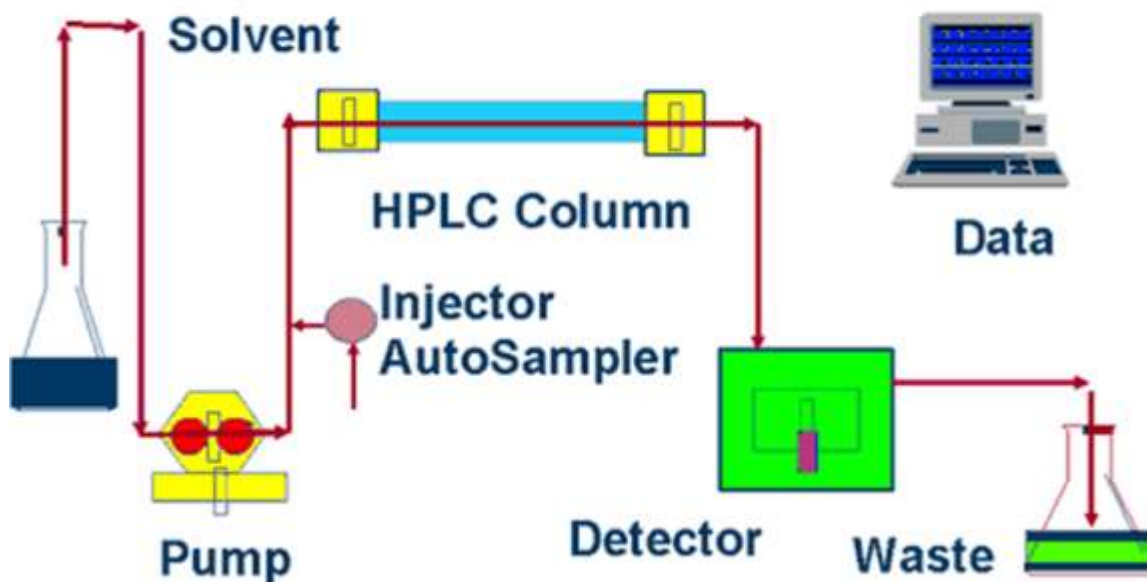 Solvent
HPLC Column
Data
Injector
AutoSampler
Pump
Detector
Waste